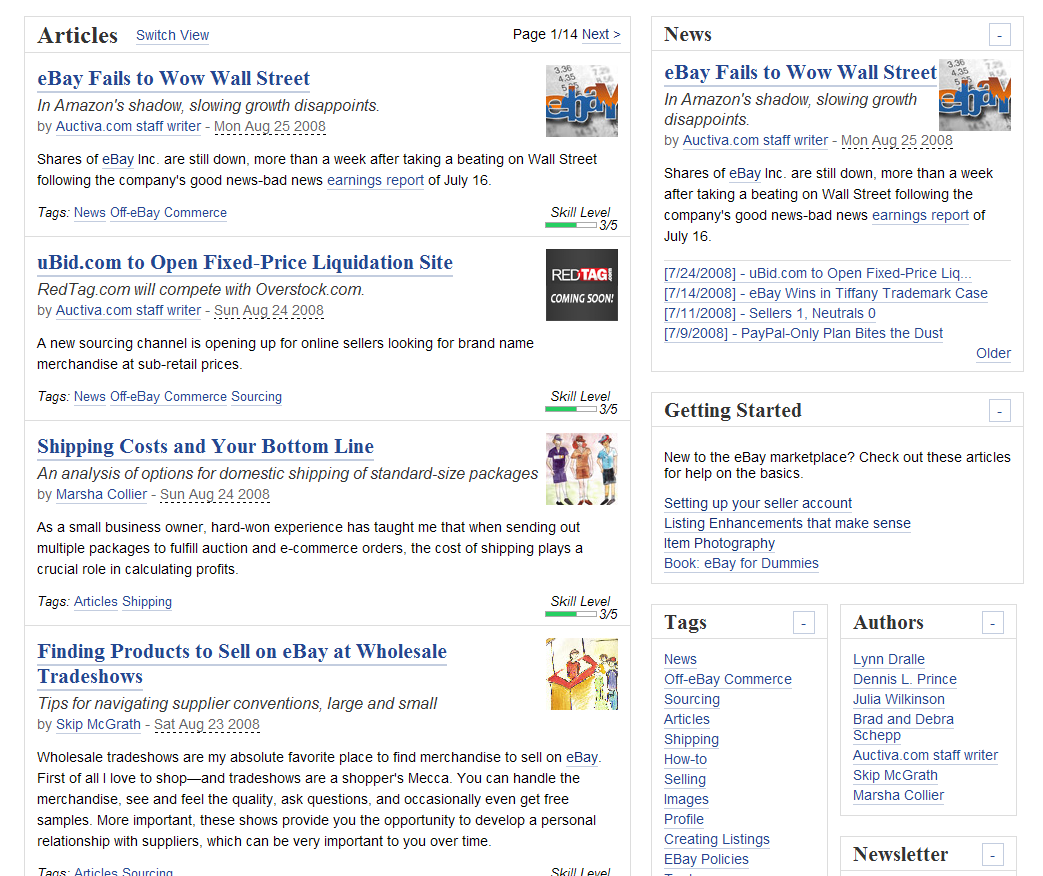 Articles Switch View Page 1/14 Next >
eBay Fails to Wow Wall Street
In Amazon's shadow, slowing growth disappoints.
by Auctiva.com staff writer - Mon Aug 25 2008
Shares of eBay Inc. are still down, more than a week after taking a beating on Wall Street
following the company's good news-bad news earnings report of July 16.
Tags: News Off-eBay Commerce
Skill Level
3/5
uBid.com to Open Fixed-Price Liquidation Site
RedTag.com will compete with Overstock.com.
by Auctiva.com staff writer - Sun Aug 24 2008
REDTAG.com
COMING SOON!
A new sourcing channel is opening up for online sellers looking for brand name
merchandise at sub-retail prices.
Tags: News Off-eBay Commerce Sourcing
Skill Level
3/5
Shipping Costs and Your Bottom Line
An analysis of options for domestic shipping of standard-size packages
by Marsha Collier - Sun Aug 24 2008
As a small business owner, hard-won experience has taught me that when sending out
multiple packages to fulfill auction and e-commerce orders, the cost of shipping plays a
crucial role in calculating profits.
Tags: Articles Shipping
Skill Level
3/5
Finding Products to Sell on eBay at Wholesale
Tradeshows
Tips for navigating supplier conventions, large and small
by Skip McGrath - Sat Aug 23 2008
Wholesale tradeshows are my absolute favorite place to find merchandise to sell on eBay.
First of all I love to shop—and tradeshows are a shopper's Mecca. You can handle the
merchandise, see and feel the quality, ask questions, and occasionally even get free
samples. More important, these shows provide you the opportunity to develop a personal
relationship with suppliers, which can be very important to you over time.
Tags: Articles Sourcing
Skill Level
News -
eBay Fails to Wow Wall Street
In Amazon's shadow, slowing growth
disappoints.
by Auctiva.com staff writer - Mon Aug 25 2008
Shares of eBay Inc. are still down, more than a week
after taking a beating on Wall Street following the
company's good news-bad news earnings report of
July 16.
[7/24/2008] - uBid.com to Open Fixed-Price Liq...
[7/14/2008] - eBay Wins in Tiffany Trademark Case
[7/11/2008] - Sellers 1, Neutrals 0
[7/9/2008] - PayPal-Only Plan Bites the Dust
Older
Getting Started -
New to the eBay marketplace? Check out these articles
for help on the basics.
Setting up your seller account
Listing Enhancements that make sense
Item Photography
Book: eBay for Dummies
Tags -
News
Off-eBay Commerce
Sourcing
Articles
Shipping
How-to
Selling
Images
Profile
Creating Listings
EBay Policies
Authors -
Lynn Dralle
Dennis L. Prince
Julia Wilkinson
Brad and Debra
Schepp
Auctiva.com staff writer
Skip McGrath
Marsha Collier
Newsletter -